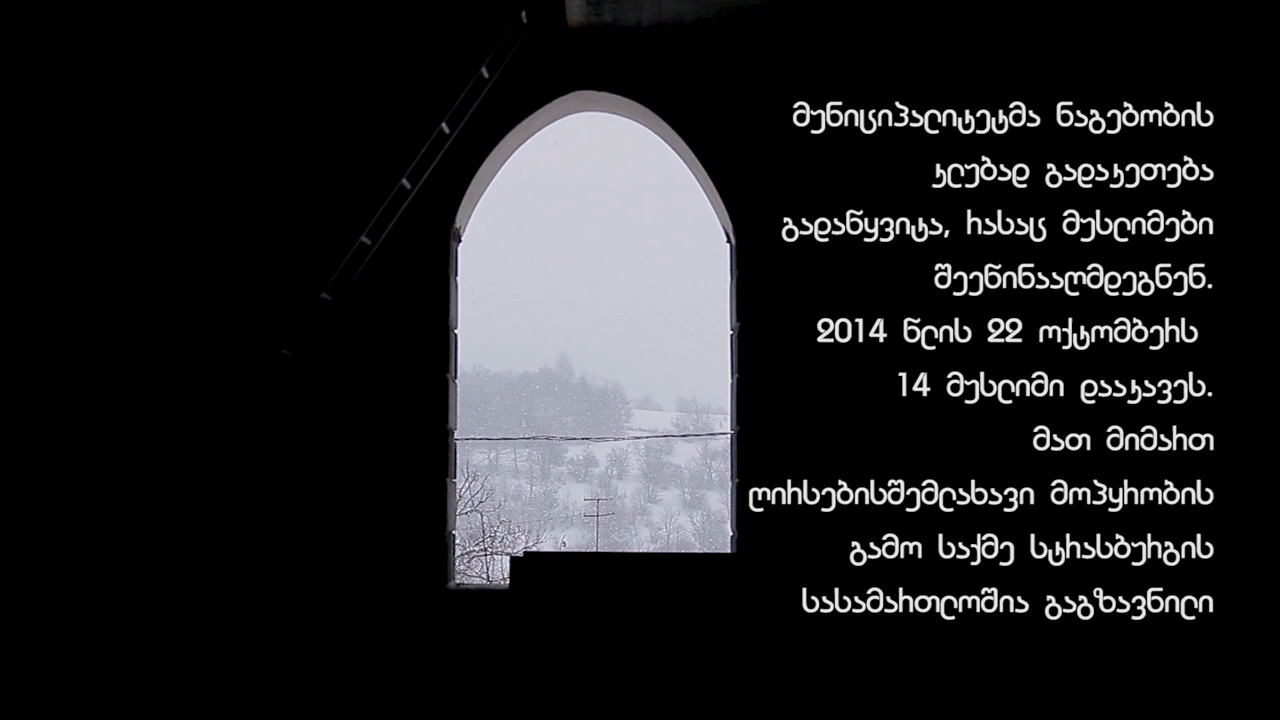 მუნიციპალიტეტმა ნაგებობის
კლუბად გადაკეთება
გადაწყვიტა, რასაც მუსლიმები
შეეწინააღმდეგნენ.
2014 წლის 22 ოქტომბერს
14 მუსლიმი დააკავეს.
მათ მიმართ
ღირსებისშემლახავი მოპყრობის
გამო საქმე სტრასბურგის
სასამართლოშია გაგზავნილი